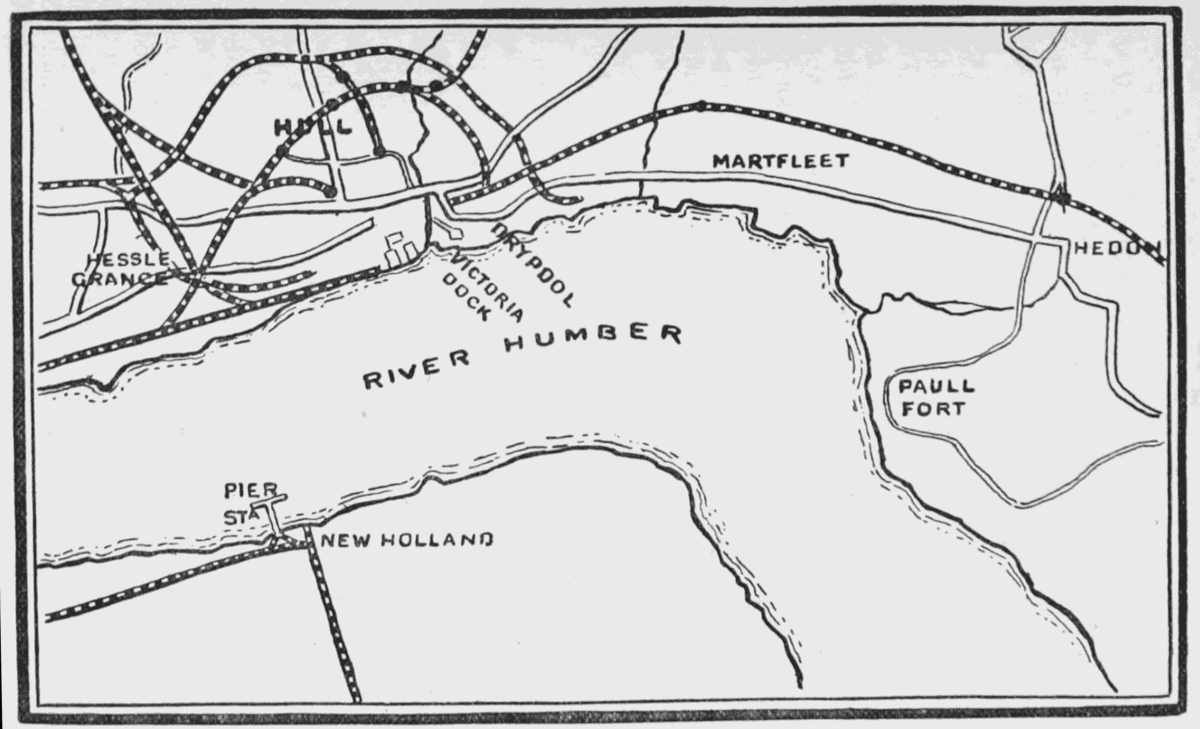 HULL
MARTFLEET
HESSLE
GRANGE
HEDON
DRYPOOL
VICTORIA
DOCK
RIVER HUMBER
PAULL
FORT
PIER
STA
NEW HOLLAND